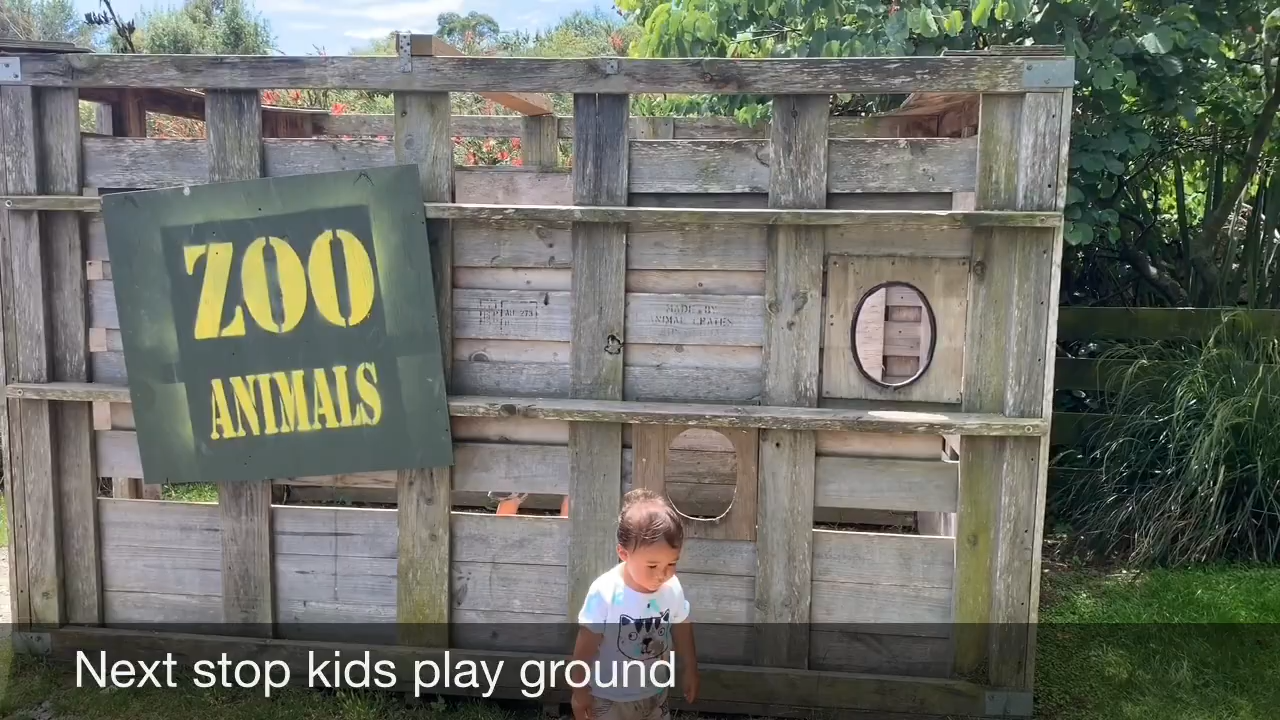 ZOO
ANIMALS
MADE BY
ANIMAL CRATES
Next stop kids play ground